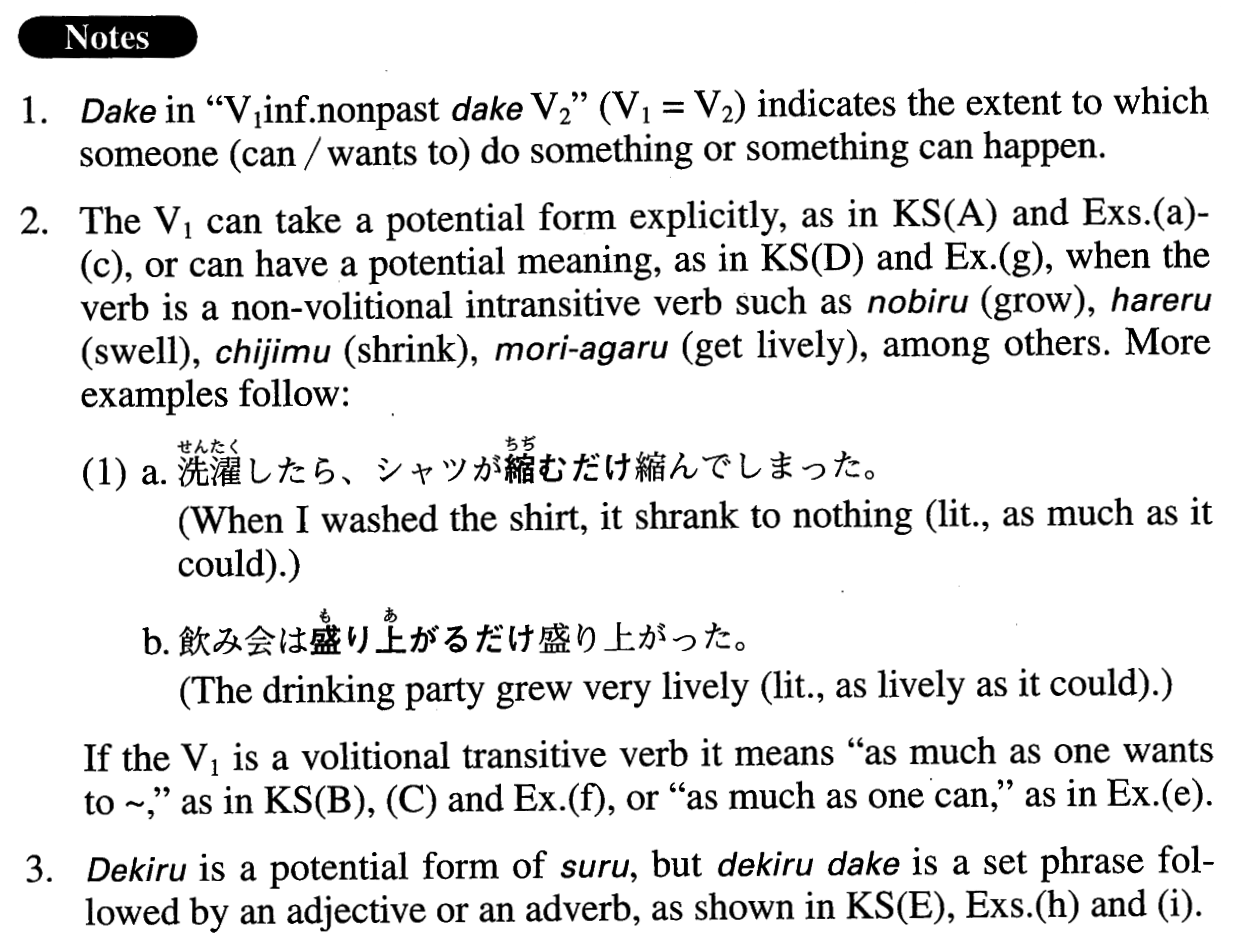 Notes
1. Dake in “V₁inf.nonpast dake V₂” (V₁ = V₂) indicates the extent to which
someone (can / wants to) do something or something can happen.
2. The V₁ can take a potential form explicitly, as in KS(A) and Exs.(a)-
(c), or can have a potential meaning, as in KS(D) and Ex.(g), when the
verb is a non-volitional intransitive verb such as nobiru (grow), hareru
(swell), chijimu (shrink), mori-agaru (get lively), among others. More
examples follow:
せんたく ちぢ
(1) a. 洗濯したら、シャツが縮むだけ縮んでしまった。
(When I washed the shirt, it shrank to nothing (lit., as much as it
could).)
も あ
b. 飲み会は盛り上がるだけ盛り上がった。
(The drinking party grew very lively (lit., as lively as it could).)
If the V₁ is a volitional transitive verb it means “as much as one wants
to ~,” as in KS(B), (C) and Ex.(f), or “as much as one can,” as in Ex.(e).
3. Dekiru is a potential form of suru, but dekiru dake is a set phrase fol-
lowed by an adjective or an adverb, as shown in KS(E), Exs.(h) and (i).